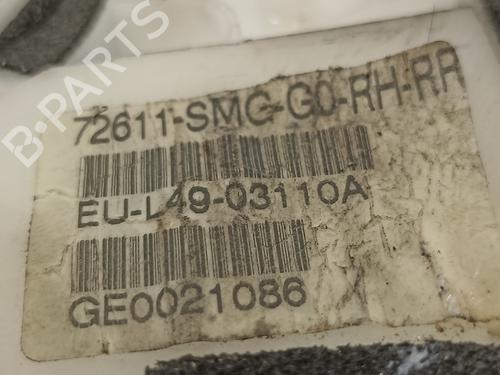 72611-SMG-G0-RH-RR
EU-L49-03110A
GE0021086
B-PARTS